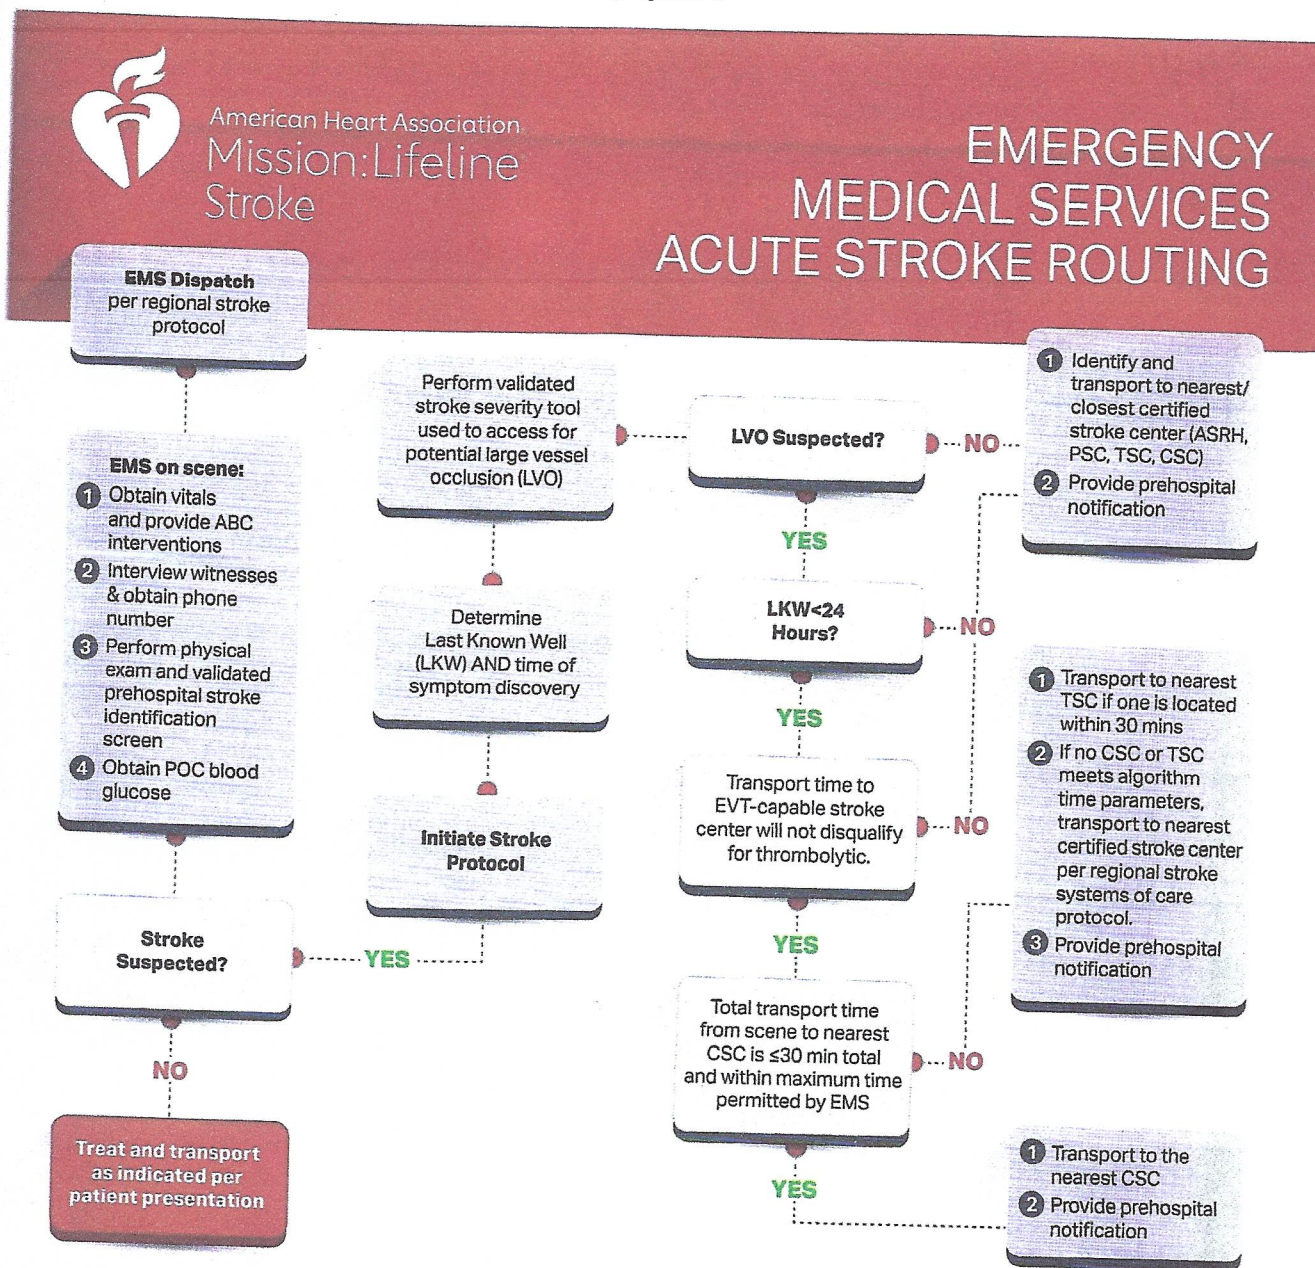 American Heart Association
Mission:Lifeline
Stroke
EMERGENCY
MEDICAL SERVICES
ACUTE STROKE ROUTING
EMS Dispatch
per regional stroke
protocol
EMS on scene:
1 Obtain vitals
and provide ABC
interventions
2 Interview witnesses
& obtain phone
number
3 Perform physical
exam and validated
prehospital stroke
identification
screen
4 Obtain POC blood
glucose
Stroke
Suspected?
NO
Treat and transport
as indicated per
patient presentation
YES
Initiate Stroke
Protocol
Determine
Last Known Well
(LKW) AND time of
symptom discovery
Perform validated
stroke severity tool
used to access for
potential large vessel
occlusion (LVO)
LVO Suspected?
NO
YES
LKW<24
Hours?
NO
YES
Transport time to
EVT-capable stroke
center will not disqualify
for thrombolytic.
NO
YES
Total transport time
from scene to nearest
CSC is ≤30 min total
and within maximum time
permitted by EMS
NO
YES
1 Identify and
transport to nearest/
closest certified
stroke center (ASRH,
PSC, TSC, CSC)
2 Provide prehospital
notification
1 Transport to nearest
TSC if one is located
within 30 mins
2 If no CSC or TSC
meets algorithm
time parameters,
transport to nearest
certified stroke center
per regional stroke
systems of care
protocol.
3 Provide prehospital
notification
1 Transport to the
nearest CSC
2 Provide prehospital
notification